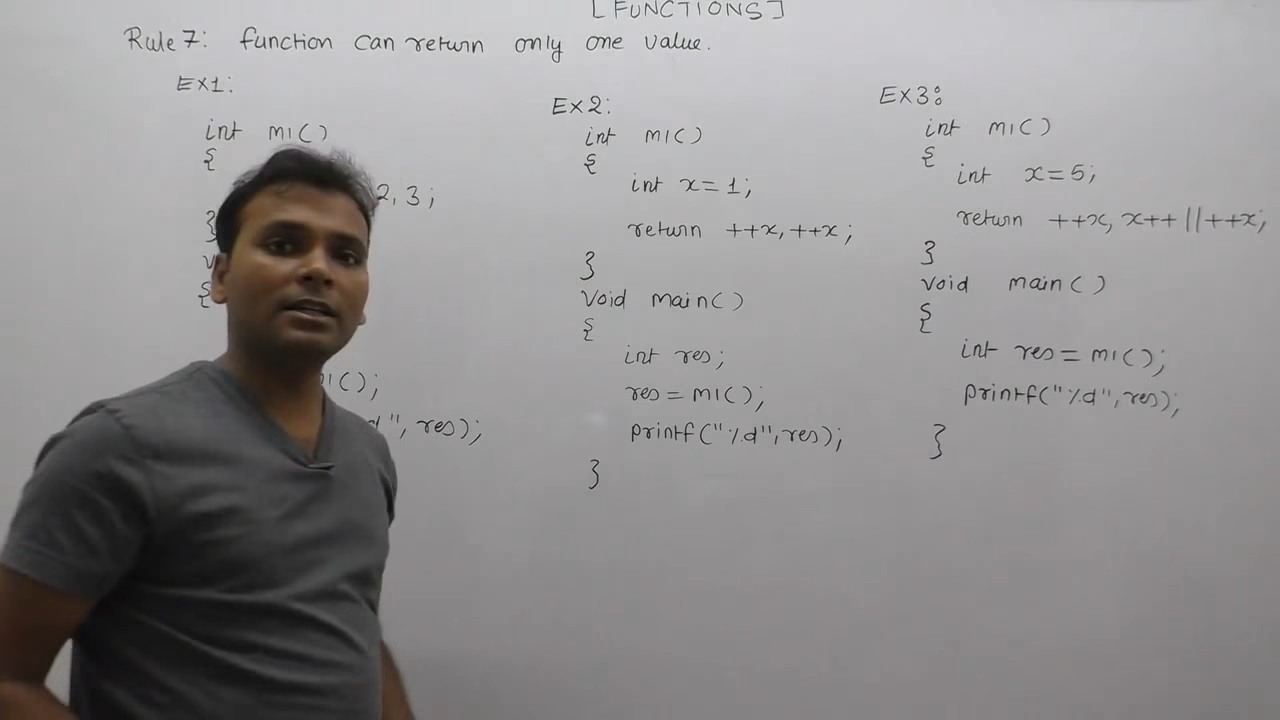 [FUNCTIONS]
Rule 7: function can return only one value.
EX1:
int m1()
{
2, 3;
}
{
m1();
d", res);
EX2:
int m1()
{
int x=1;
return ++x, ++x;
}
void main()
{
int res;
res = m1();
printf("%d", res);
}
EX3:
int m1()
{
int x=5;
return ++x, x++ || ++x;
}
void main()
{
int res = m1();
printf("%d", res);
}